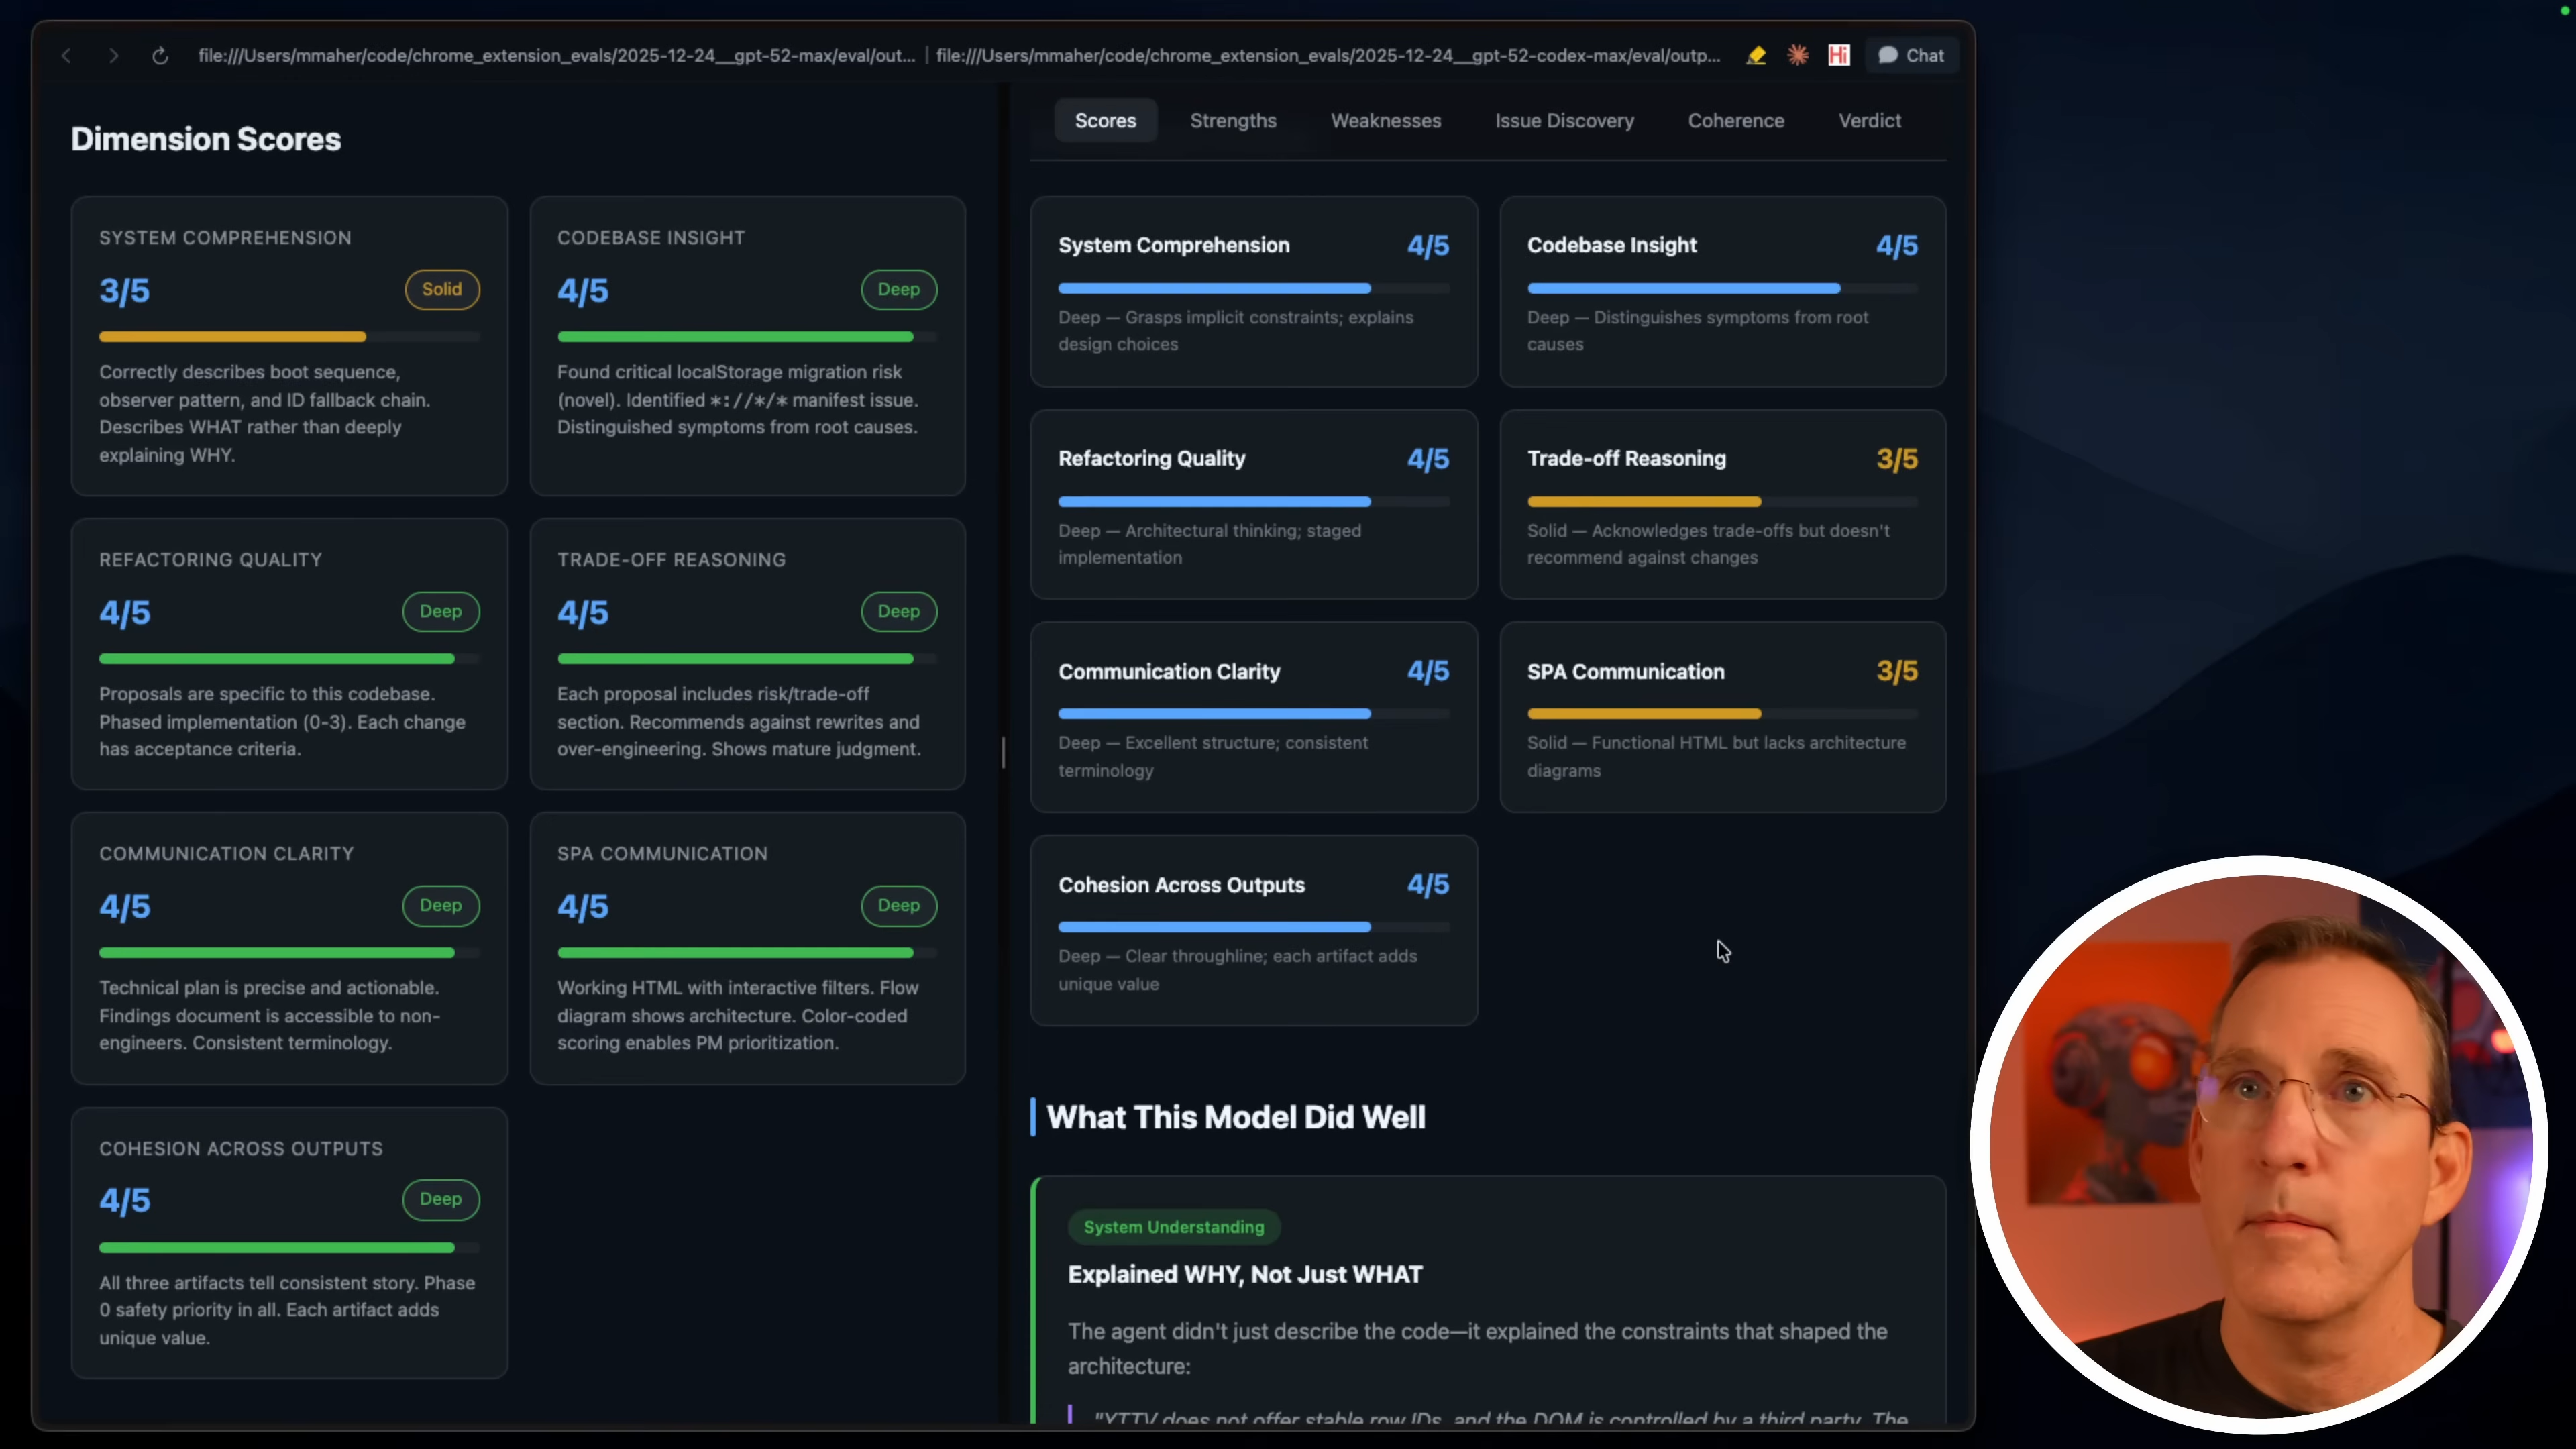 file:///Users/mmaher/code/chrome_extension_evals/2025-12-24__gpt-52-max/eval/out...
file:///Users/mmaher/code/chrome_extension_evals/2025-12-24__gpt-52-codex-max/eval/outp...
Hi
Chat
Dimension Scores
SYSTEM COMPREHENSION
3/5
Solid
Correctly describes boot sequence,
observer pattern, and ID fallback chain.
Describes WHAT rather than deeply
explaining WHY.
CODEBASE INSIGHT
4/5
Deep
Found critical localStorage migration risk
(novel). Identified *://*/* manifest issue.
Distinguished symptoms from root causes.
REFACTORING QUALITY
4/5
Deep
Proposals are specific to this codebase.
Phased implementation (0-3). Each change
has acceptance criteria.
TRADE-OFF REASONING
4/5
Deep
Each proposal includes risk/trade-off
section. Recommends against rewrites and
over-engineering. Shows mature judgment.
COMMUNICATION CLARITY
4/5
Deep
Technical plan is precise and actionable.
Findings document is accessible to non-
engineers. Consistent terminology.
SPA COMMUNICATION
4/5
Deep
Working HTML with interactive filters. Flow
diagram shows architecture. Color-coded
scoring enables PM prioritization.
COHESION ACROSS OUTPUTS
4/5
Deep
All three artifacts tell consistent story. Phase
0 safety priority in all. Each artifact adds
unique value.
Scores
Strengths
Weaknesses
Issue Discovery
Coherence
Verdict
System Comprehension
4/5
Deep — Grasps implicit constraints; explains
design choices
Codebase Insight
4/5
Deep — Distinguishes symptoms from root
causes
Refactoring Quality
4/5
Deep — Architectural thinking; staged
implementation
Trade-off Reasoning
3/5
Solid — Acknowledges trade-offs but doesn't
recommend against changes
Communication Clarity
4/5
Deep — Excellent structure; consistent
terminology
SPA Communication
3/5
Solid — Functional HTML but lacks architecture
diagrams
Cohesion Across Outputs
4/5
Deep — Clear throughline; each artifact adds
unique value
What This Model Did Well
System Understanding
Explained WHY, Not Just WHAT
The agent didn't just describe the code—it explained the constraints that shaped the
architecture:
"YTTV does not offer stable row IDs, and the DOM is controlled by a third party. The